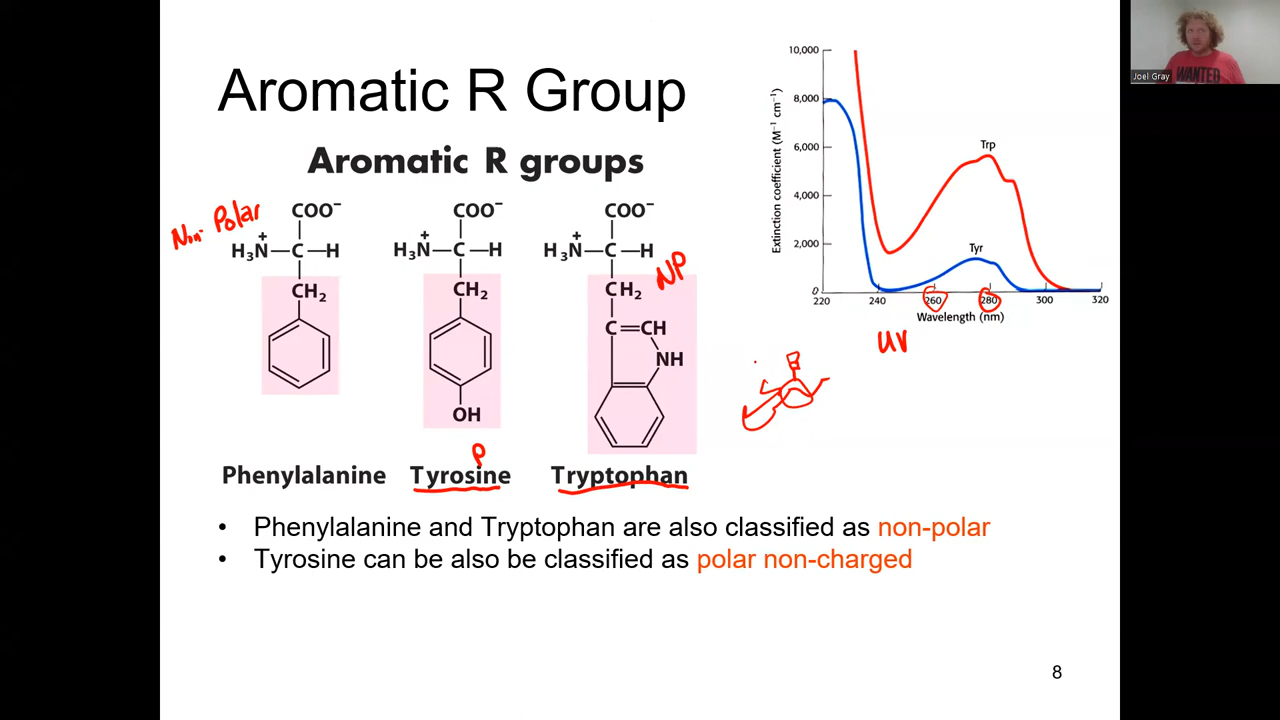 Aromatic R Group
Aromatic R groups
Non-Polar
COO⁻
H₃N⁺—C—H
CH₂
Phenylalanine
COO⁻
H₃N⁺—C—H
CH₂
OH
P
Tyrosine
COO⁻
H₃N⁺—C—H
NP
CH₂
C=CH
NH
Tryptophan
Extinction coefficient (M⁻¹ cm⁻¹)
10,000
8,000
6,000
4,000
2,000
0
Trp
Tyr
220 240 260 280 300 320
Wavelength (nm)
UV
• Phenylalanine and Tryptophan are also classified as non-polar
• Tyrosine can be also be classified as polar non-charged
8
Joel Gray
WANTED